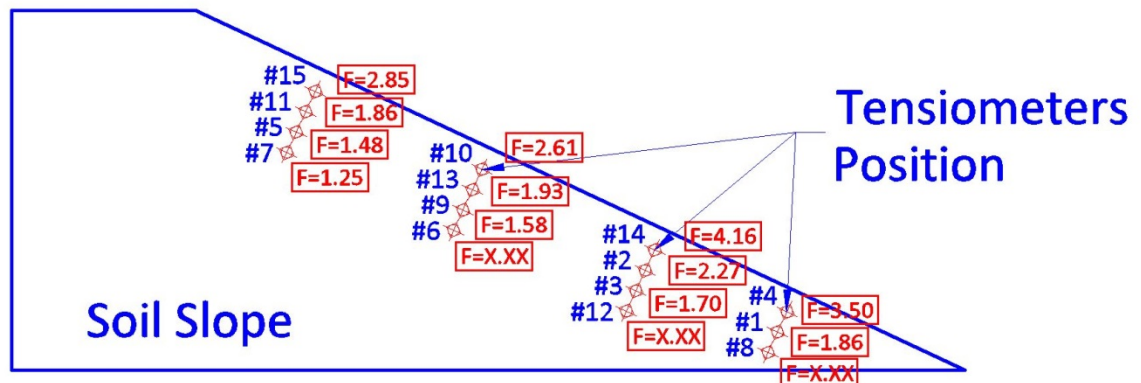 #15 F=2.85
#11 F=1.86
#5 F=1.48
#7 F=1.25
#10 F=2.61
#13 F=1.93
#9 F=1.58
#6 F=X.XX
#14 F=4.16
#2 F=2.27
#3 F=1.70
#12 F=X.XX
#4 F=3.50
#1 F=1.86
#8 F=X.XX
Tensiometers
Position
Soil Slope